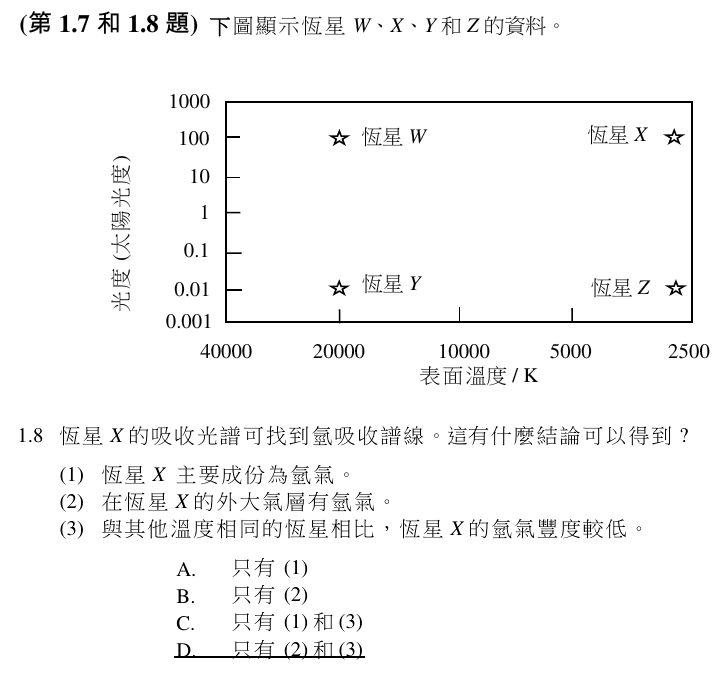 (第 1.7 和 1.8 題) 下圖顯示恆星 W、X、Y 和 Z 的資料。
1000
100
10
1
0.1
0.01
0.001
光度 (太陽光度)
恆星 W
恆星 X
恆星 Y
恆星 Z
40000 20000 10000 5000 2500
表面溫度 / K
1.8 恆星 X 的吸收光譜可找到氫吸收譜線。這有什麼結論可以得到？
(1) 恆星 X 主要成份為氫氣。
(2) 在恆星 X 的外大氣層有氫氣。
(3) 與其他溫度相同的恆星相比，恆星 X 的氫氣豐度較低。
A. 只有 (1)
B. 只有 (2)
C. 只有 (1) 和 (3)
D. 只有 (2) 和 (3)